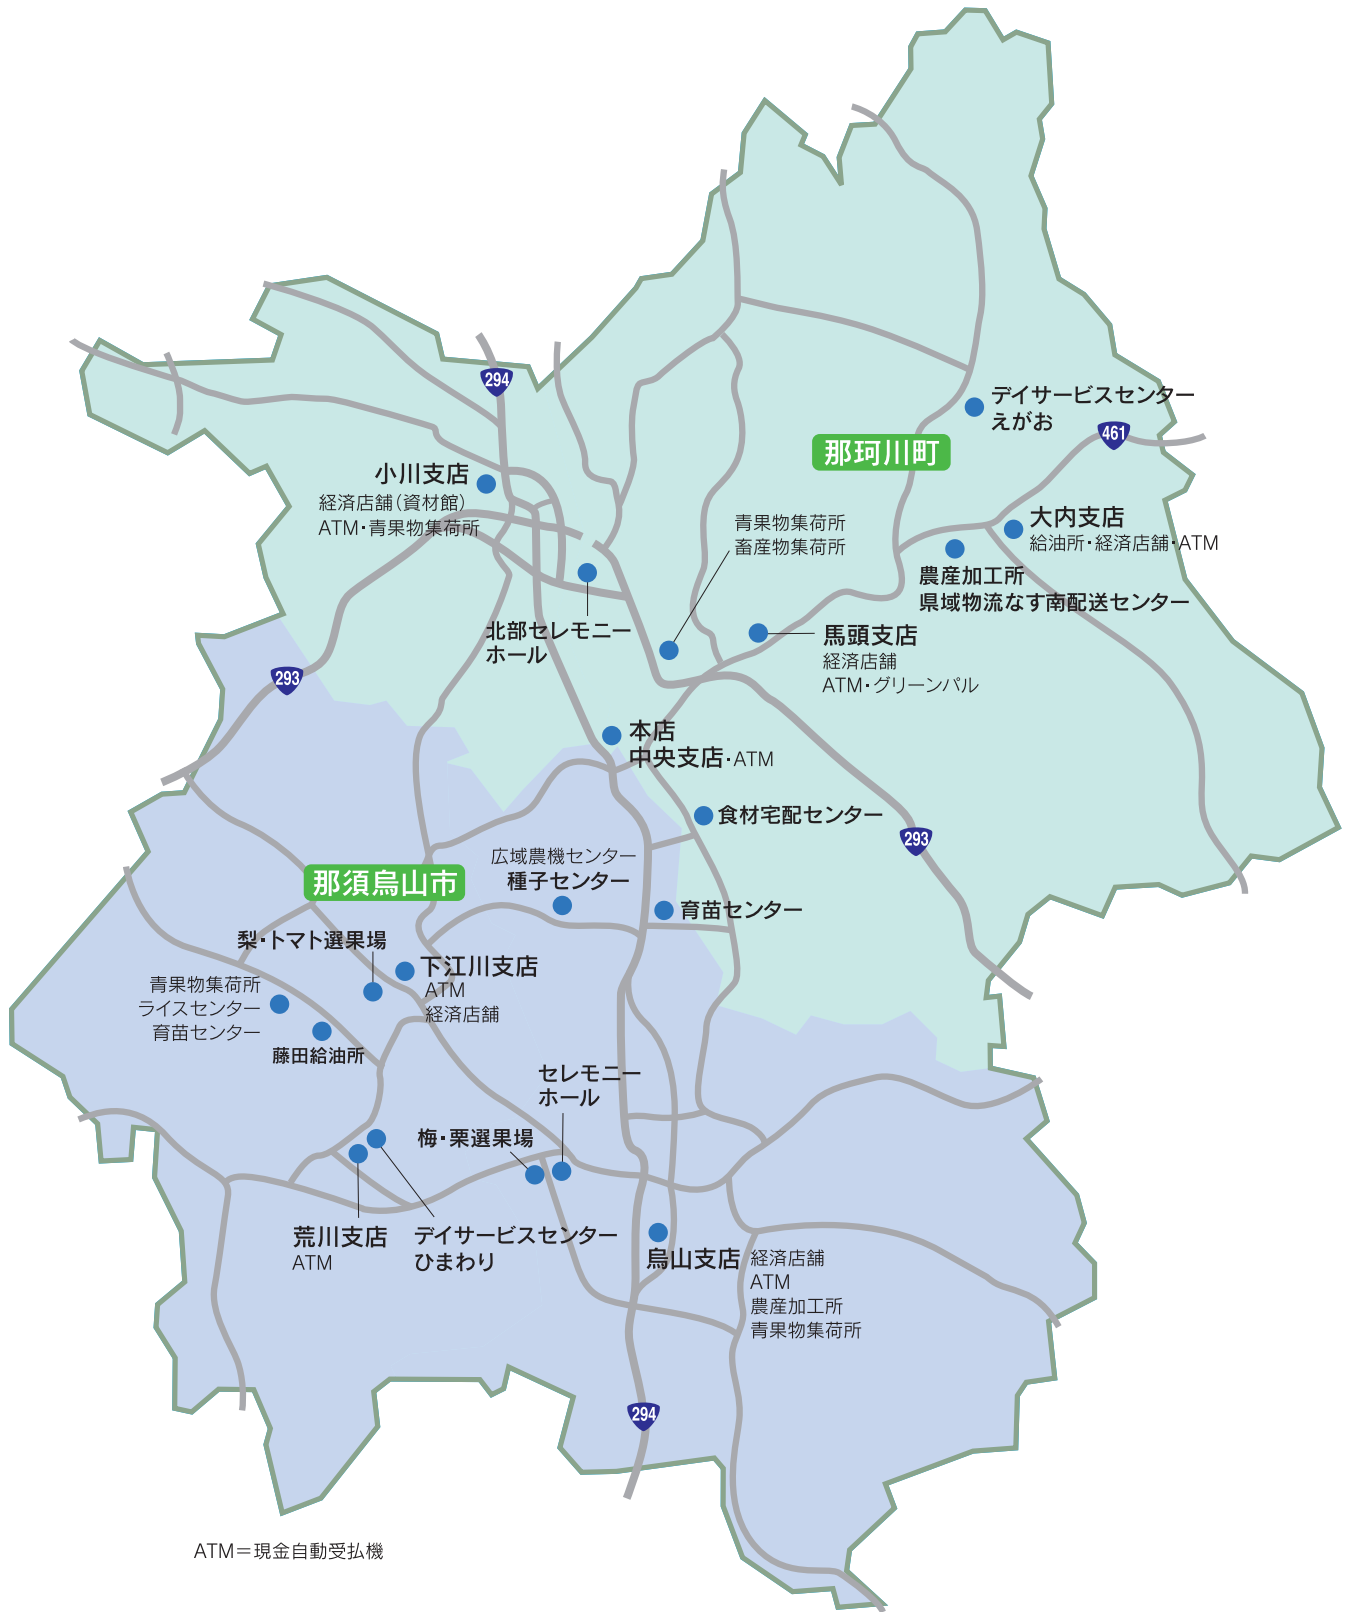 294
デイサービスセンター
えがお
461
那珂川町
小川支店
経済店舗（資材館）
ATM・青果物集荷所
大内支店
給油所・経済店舗・ATM
青果物集荷所
畜産物集荷所
農産加工所
県域物流なす南配送センター
北部セレモニー
ホール
馬頭支店
経済店舗
ATM・グリーンパル
293
本店
中央支店・ATM
食材宅配センター
293
広域農機センター
種子センター
那須烏山市
育苗センター
梨・トマト選果場
下江川支店
ATM
経済店舗
青果物集荷所
ライスセンター
育苗センター
藤田給油所
セレモニー
ホール
梅・栗選果場
荒川支店
ATM
デイサービスセンター
ひまわり
烏山支店
経済店舗
ATM
農産加工所
青果物集荷所
294
ATM＝現金自動受払機